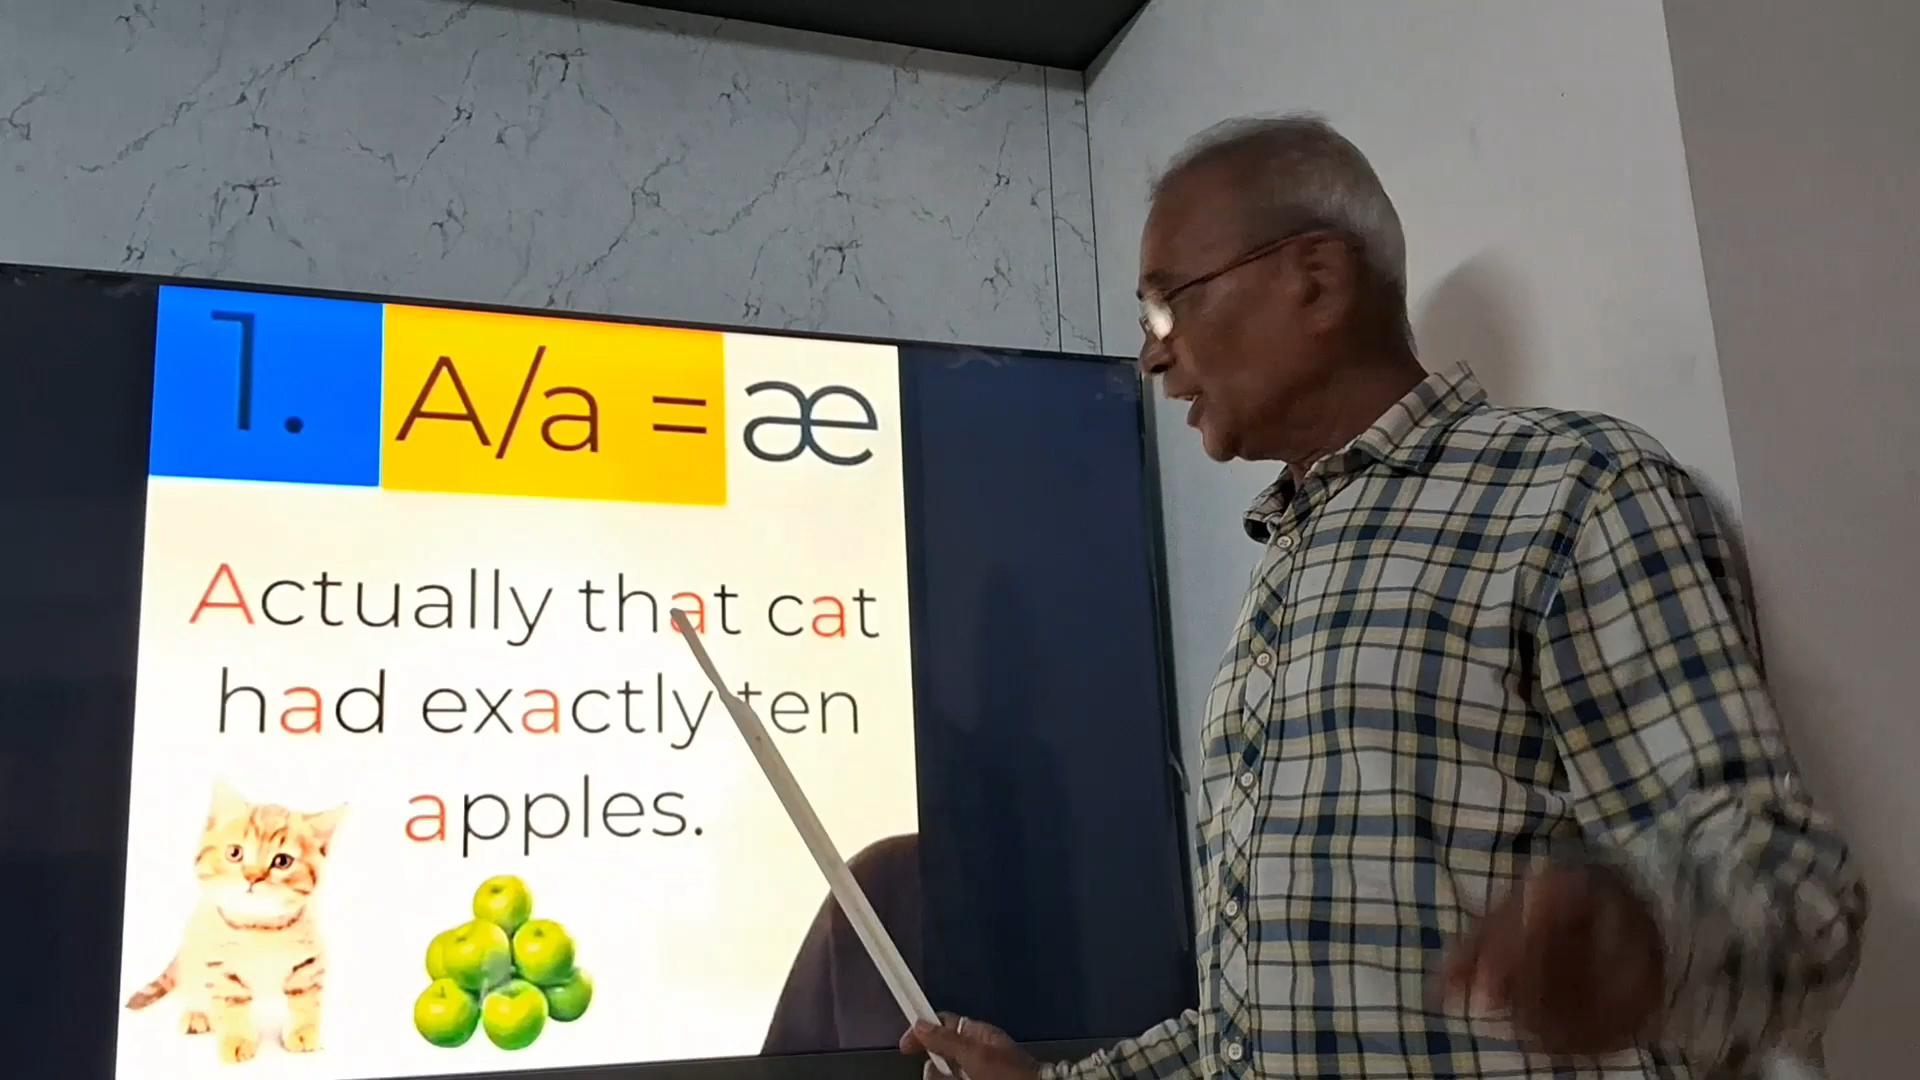 1. A/a = æ
Actually that cat
had exactly ten
apples.